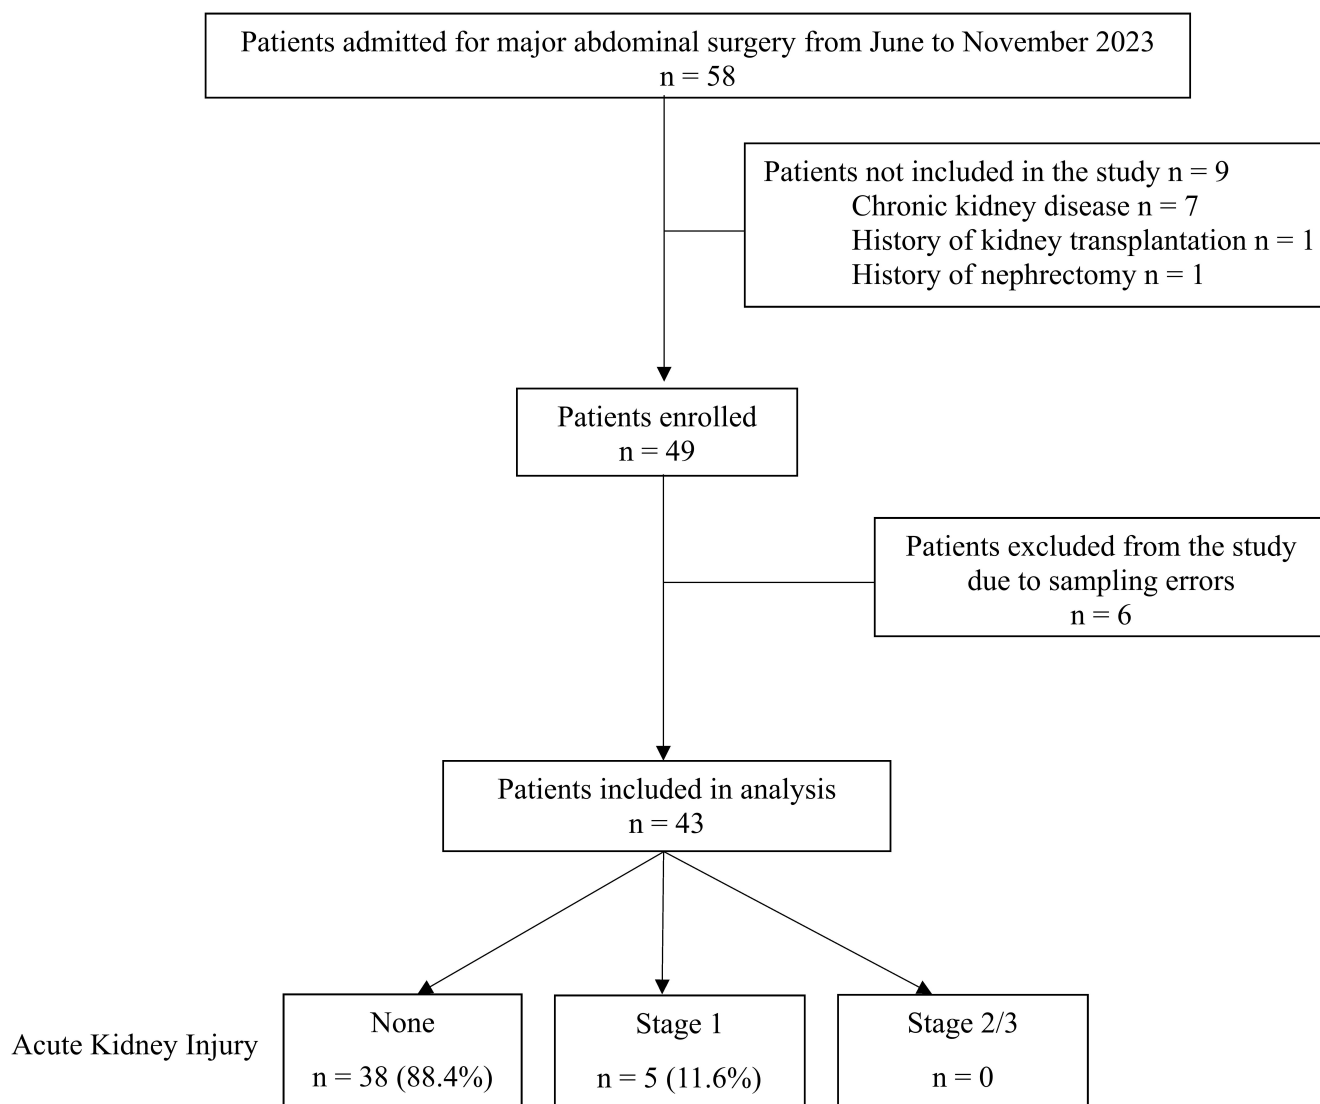 Patients admitted for major abdominal surgery from June to November 2023
n = 58
Patients not included in the study n = 9
Chronic kidney disease n = 7
History of kidney transplantation n = 1
History of nephrectomy n = 1
Patients enrolled
n = 49
Patients excluded from the study
due to sampling errors
n = 6
Patients included in analysis
n = 43
Acute Kidney Injury
None
n = 38 (88.4%)
Stage 1
n = 5 (11.6%)
Stage 2/3
n = 0